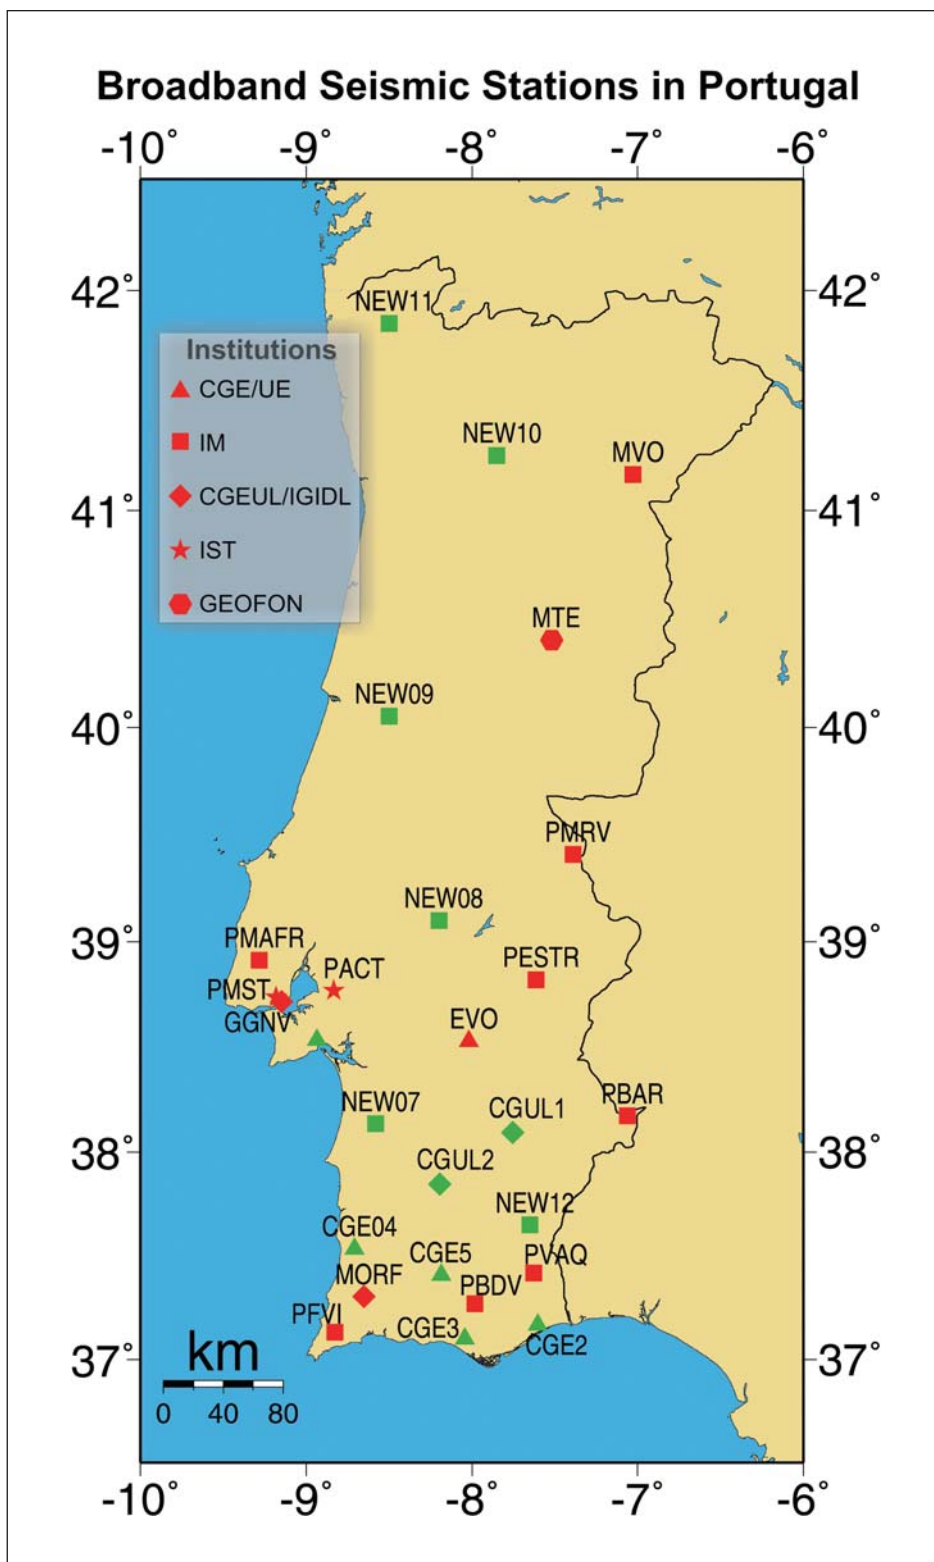 Broadband Seismic Stations in Portugal
-10° -9° -8° -7° -6°
42° 42°
NEW11
Institutions
CGE/UE
NEW10
MVO
IM
CGEUL/IGIDL
41° 41°
IST
GEOFON
MTE
NEW09
40° 40°
PMRV
NEW08
39° 39°
PMAFR
PACT
PESTR
PMST
GGNV
EVO
NEW07
CGUL1
PBAR
38° 38°
CGUL2
NEW12
CGE04
CGE5
PVAQ
MORF
PBDV
PFVI
CGE3
CGE2
km
37° 37°
0 40 80
-10° -9° -8° -7° -6°